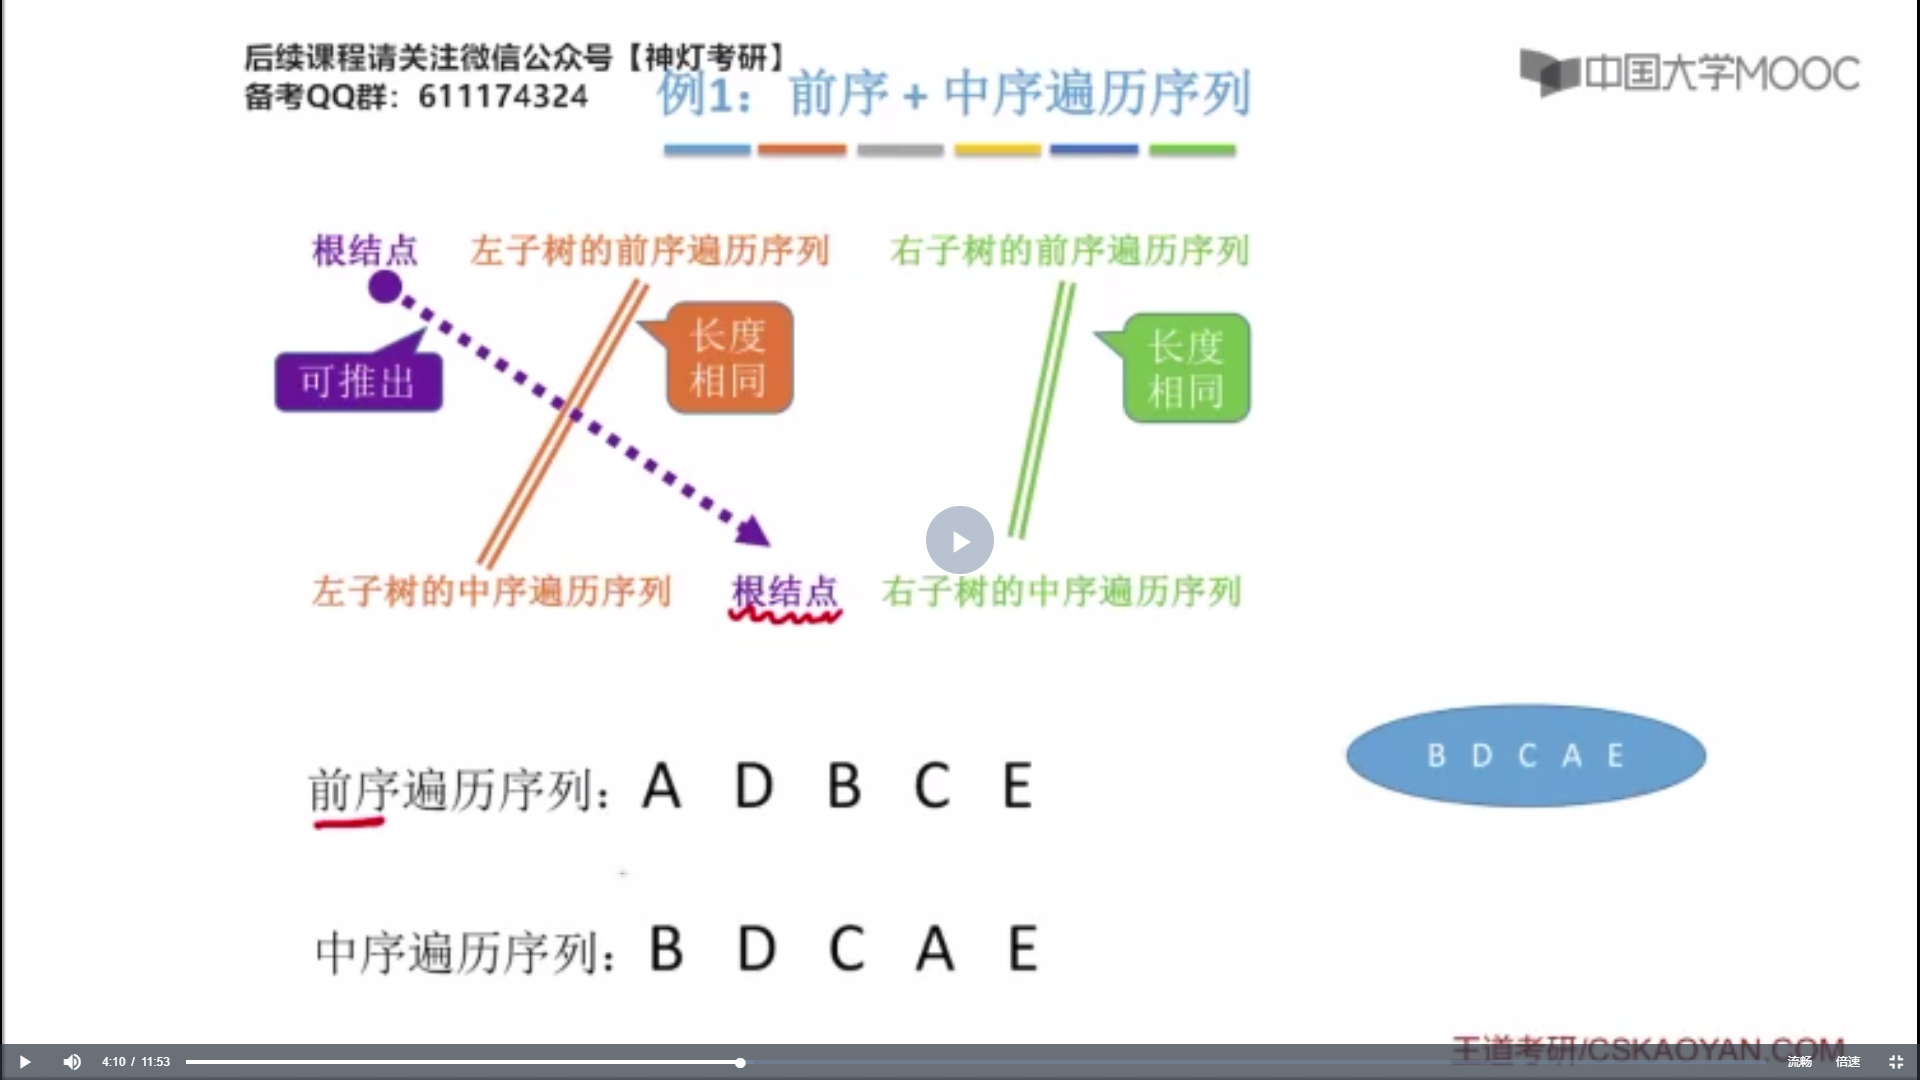 后续课程请关注微信公众号【神灯考研】
备考QQ群：611174324
例1：前序 + 中序遍历序列
中国大学MOOC
根结点 左子树的前序遍历序列 右子树的前序遍历序列
长度
相同
长度
相同
可推出
左子树的中序遍历序列 根结点 右子树的中序遍历序列
B D C A E
前序遍历序列：A D B C E
中序遍历序列：B D C A E
王道考研/CSKAOYAN.COM
4:10 / 11:53
流畅 倍速